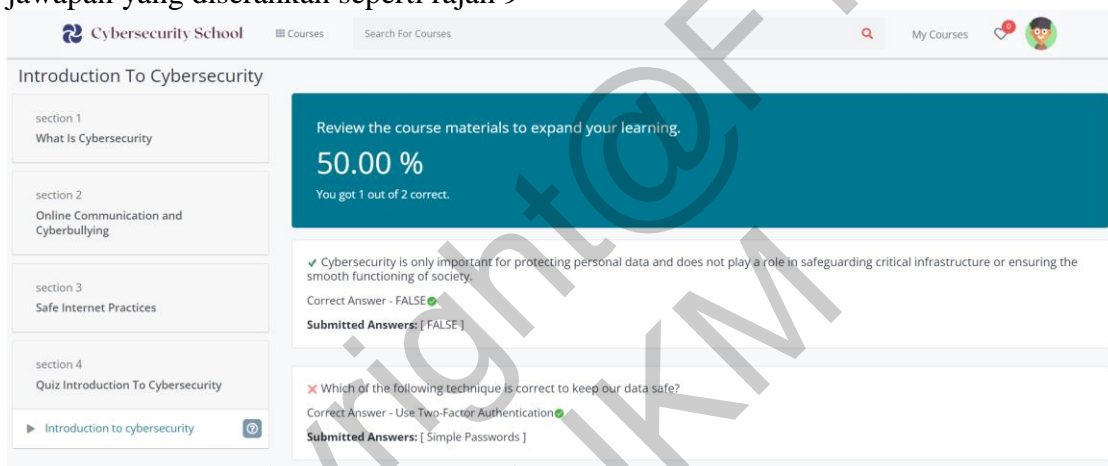 jawapan yang diserahkan seperti rajah 9
Cybersecurity School Courses Search For Courses My Courses 0
Introduction To Cybersecurity
section 1
What Is Cybersecurity
section 2
Online Communication and
Cyberbullying
section 3
Safe Internet Practices
section 4
Quiz Introduction To Cybersecurity
Introduction to cybersecurity
Review the course materials to expand your learning.
50.00 %
You got 1 out of 2 correct.
Cybersecurity is only important for protecting personal data and does not play a role in safeguarding critical infrastructure or ensuring the
smooth functioning of society.
Correct Answer - FALSE
Submitted Answers: [ FALSE ]
Which of the following technique is correct to keep our data safe?
Correct Answer - Use Two-Factor Authentication
Submitted Answers: [ Simple Passwords ]